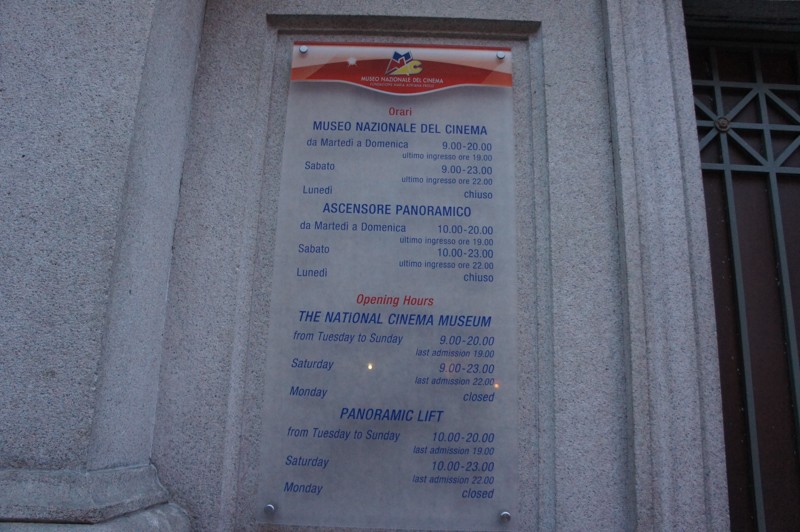 MUSEO NAZIONALE DEL CINEMA
Orari
MUSEO NAZIONALE DEL CINEMA
da Martedì a Domenica 9.00-20.00
ultimo ingresso ore 19.00
Sabato 9.00-23.00
ultimo ingresso ore 22.00
Lunedì chiuso
ASCENSORE PANORAMICO
da Martedì a Domenica 10.00-20.00
ultimo ingresso ore 19.00
Sabato 10.00-23.00
ultimo ingresso ore 22.00
Lunedì chiuso
Opening Hours
THE NATIONAL CINEMA MUSEUM
from Tuesday to Sunday 9.00-20.00
last admission 19.00
Saturday 9.00-23.00
last admission 22.00
Monday closed
PANORAMIC LIFT
from Tuesday to Sunday 10.00-20.00
last admission 19.00
Saturday 10.00-23.00
last admission 22.00
Monday closed